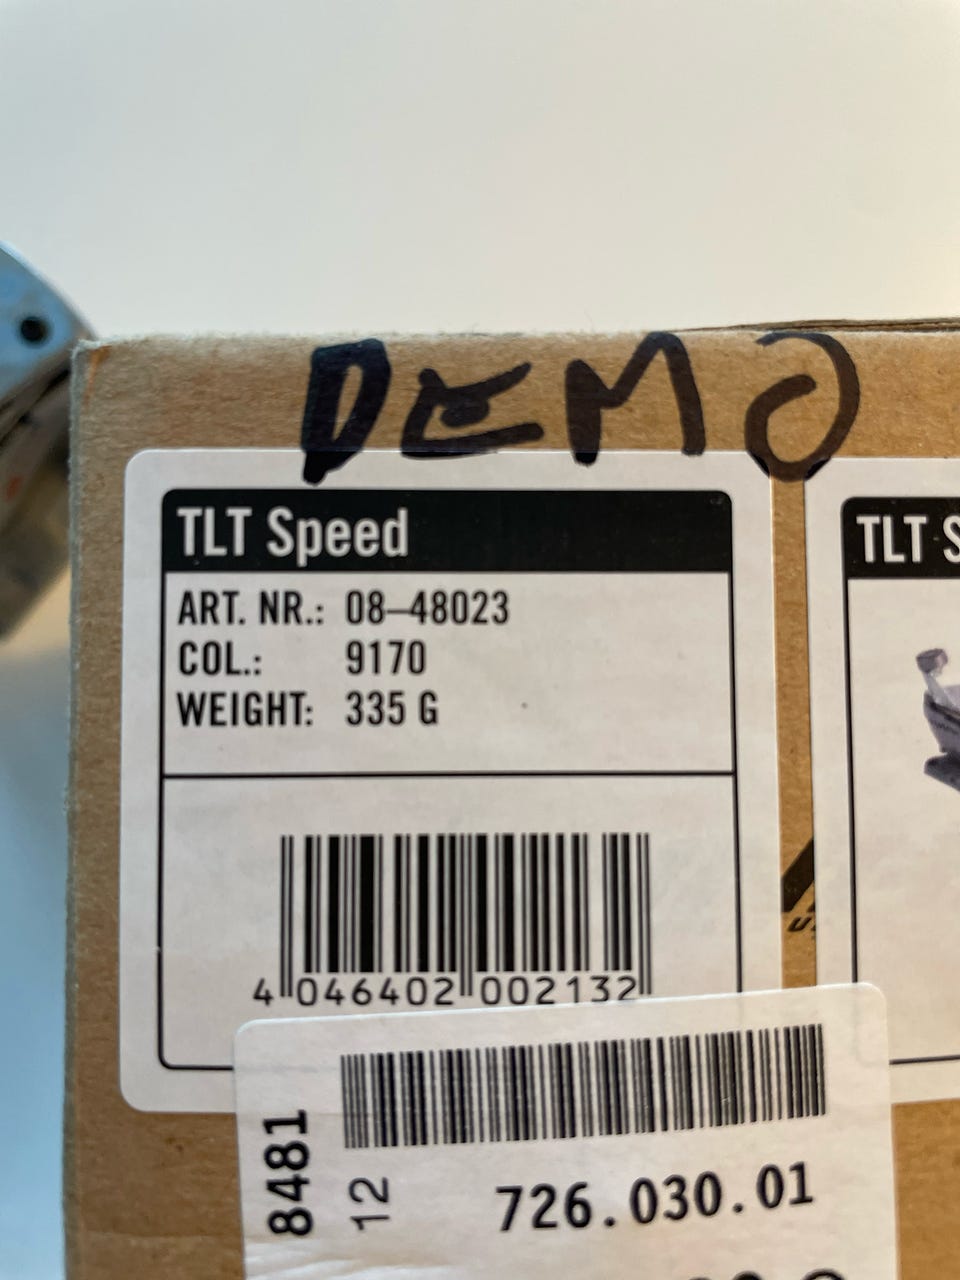 DEMO
TLT Speed
ART. NR.: 08–48023
COL.: 9170
WEIGHT: 335 G
4 046402 002132
TLT
8481
12
726.030.01